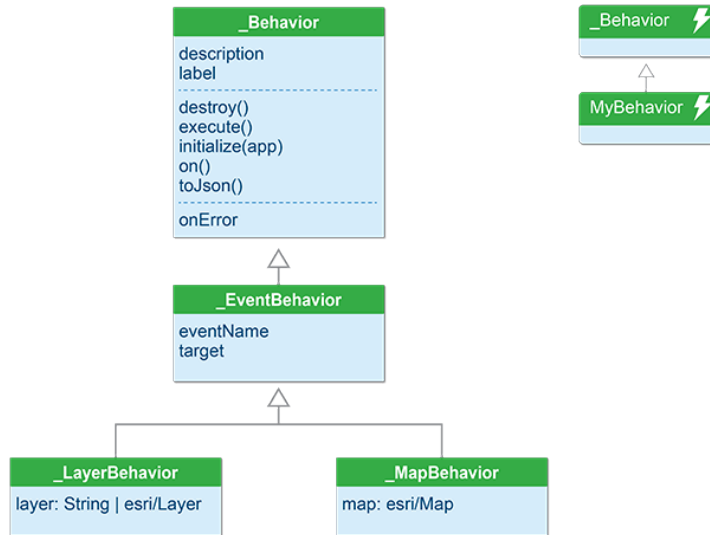 _Behavior
description
label
destroy()
execute()
initialize(app)
on()
toJson()
onError
_EventBehavior
eventName
target
_LayerBehavior
layer: String | esri/Layer
_MapBehavior
map: esri/Map
_Behavior
MyBehavior